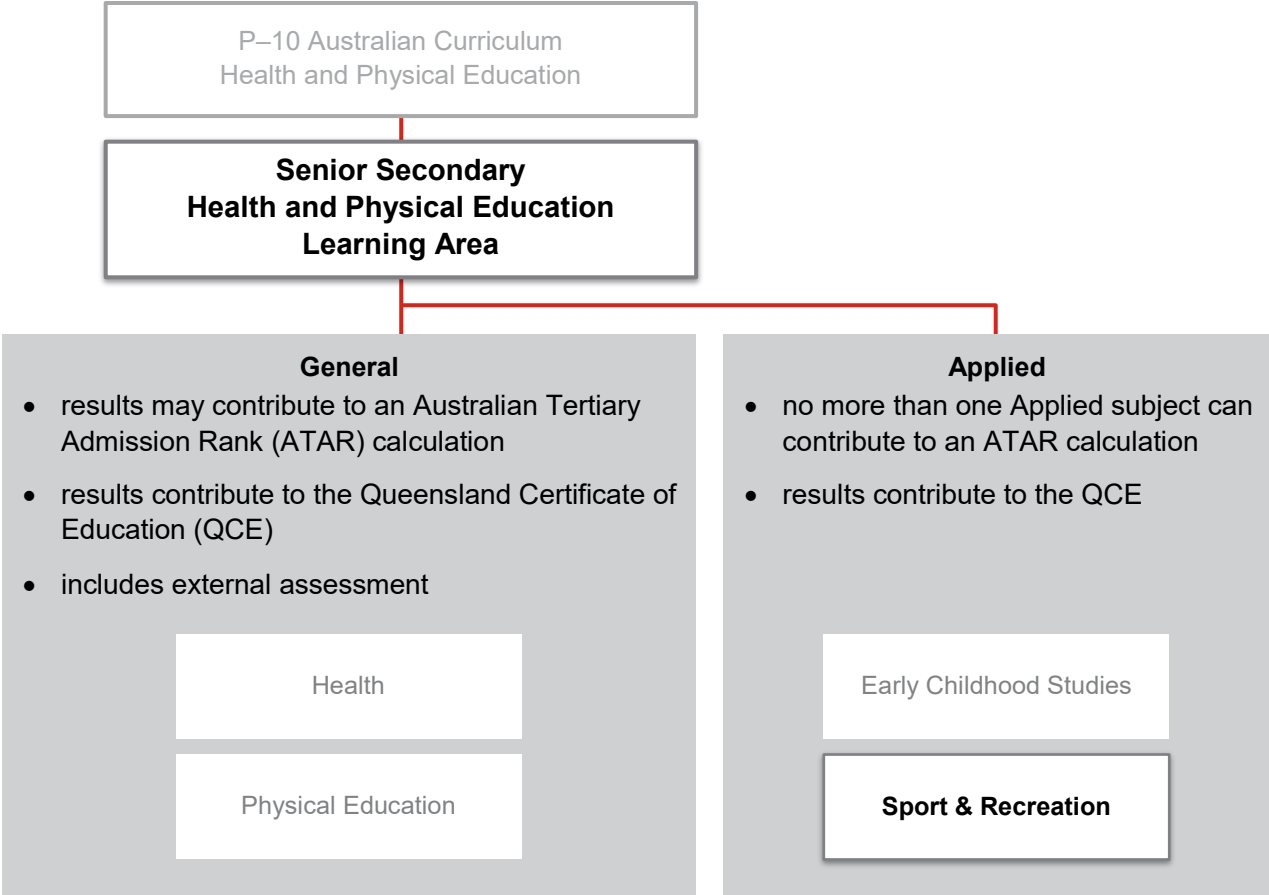 P–10 Australian Curriculum
Health and Physical Education
Senior Secondary
Health and Physical Education
Learning Area
General
• results may contribute to an Australian Tertiary
Admission Rank (ATAR) calculation
• results contribute to the Queensland Certificate of
Education (QCE)
• includes external assessment
Health
Physical Education
Applied
• no more than one Applied subject can
contribute to an ATAR calculation
• results contribute to the QCE
Early Childhood Studies
Sport & Recreation